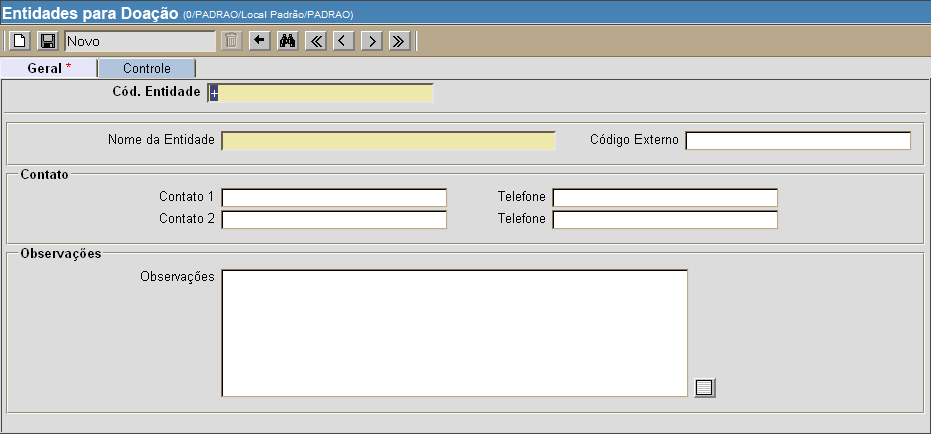 Entidades para Doação (0/PADRAO/Local Padrão/PADRAO)
Novo
Geral * Controle
Cód. Entidade +
Nome da Entidade Código Externo
Contato
Contato 1 Telefone
Contato 2 Telefone
Observações
Observações